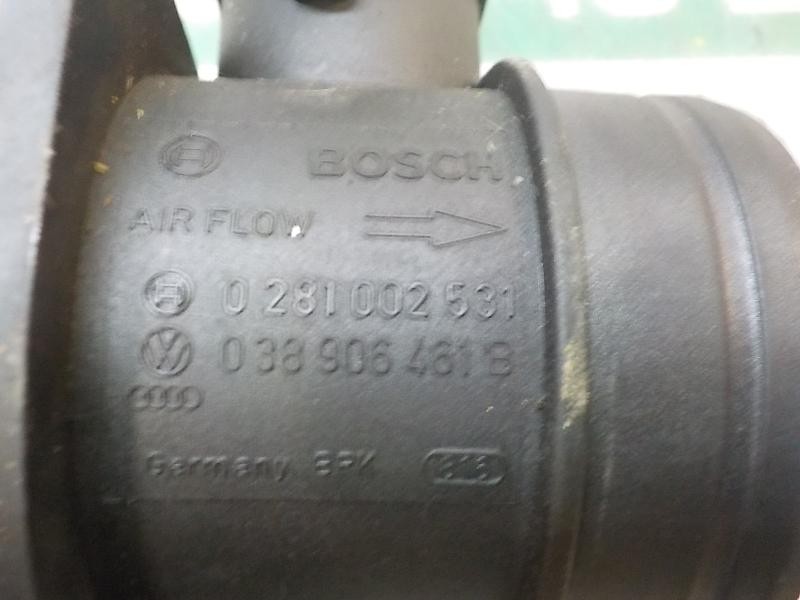 BOSCH
AIR FLOW
0 281 002 531
038 906 461 B
Germany BPK